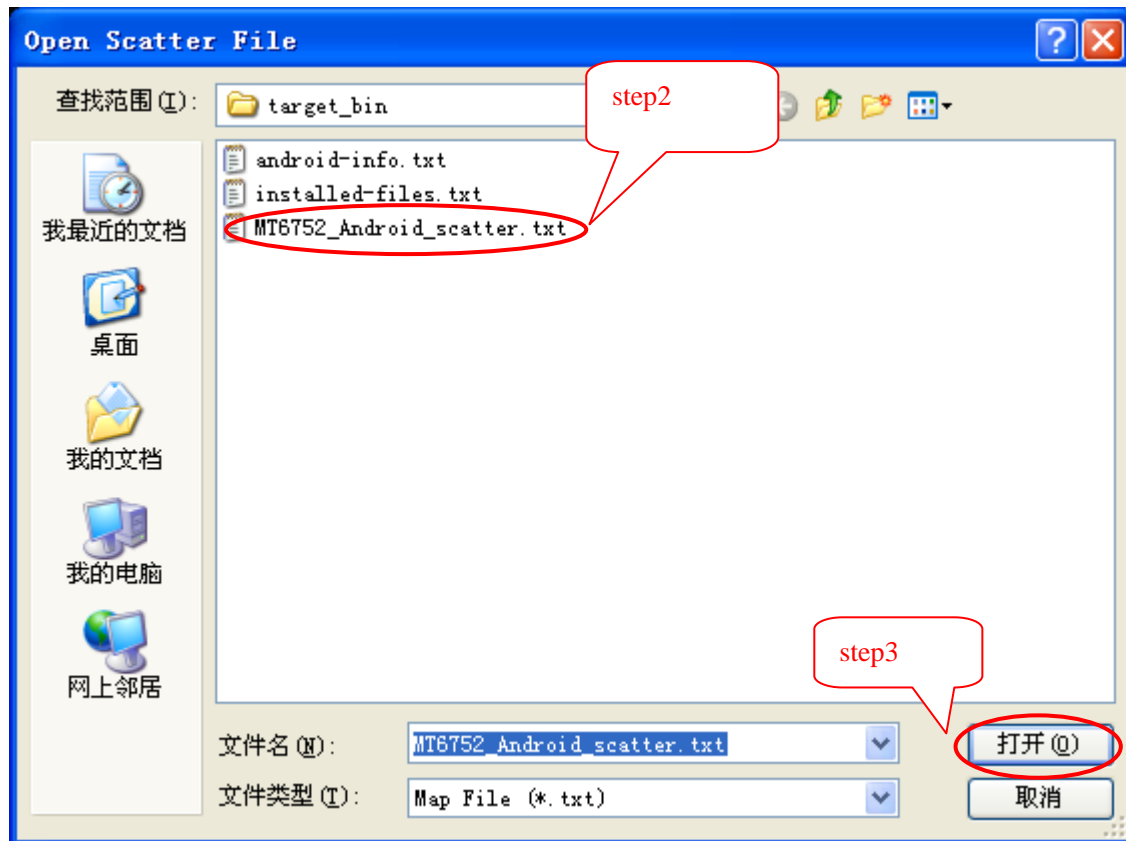 Open Scatter File
查找范围(I):
target_bin
step2
android-info.txt
installed-files.txt
MT6752_Android_scatter.txt
我最近的文档
桌面
我的文档
我的电脑
网上邻居
step3
文件名(N):
MT6752_Android_scatter.txt
打开(O)
文件类型(T):
Map File (*.txt)
取消